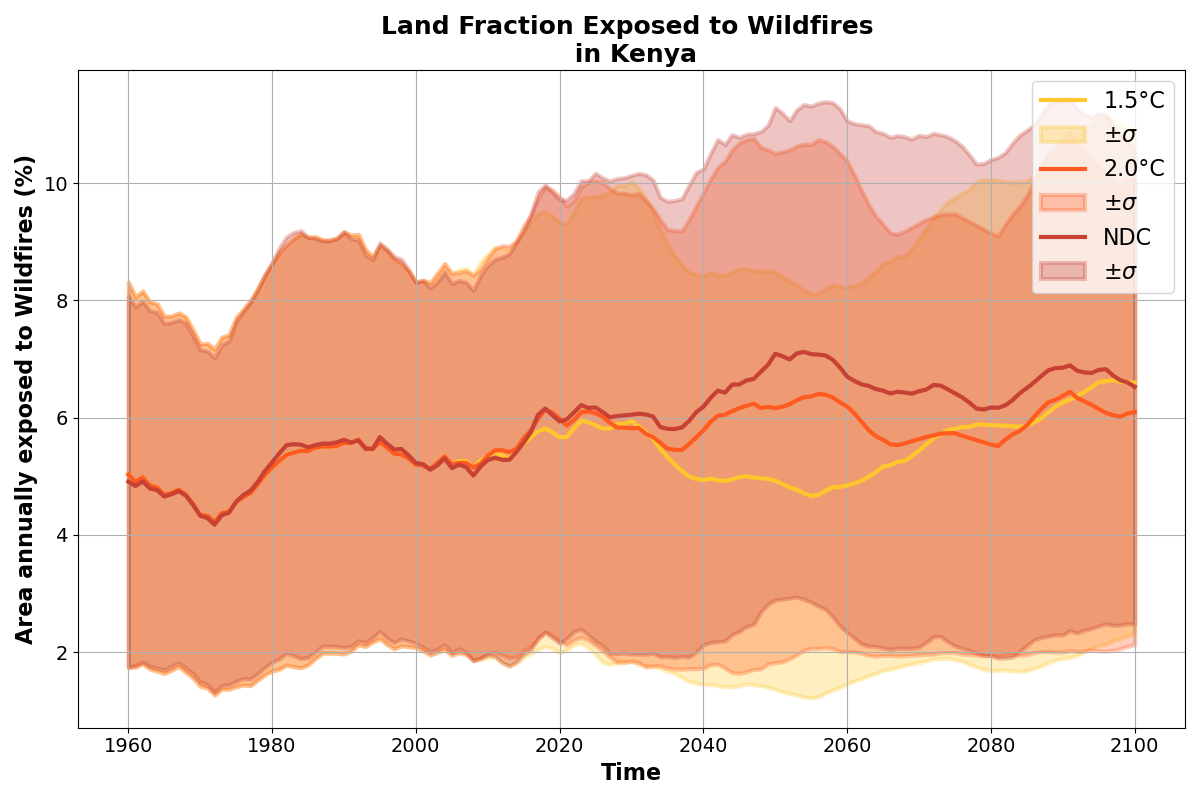 Land Fraction Exposed to Wildfires
in Kenya
Area annually exposed to Wildfires (%)
10
8
6
4
2
1960
1980
2000
2020
2040
2060
2080
2100
Time
1.5°C
±σ
2.0°C
±σ
NDC
±σ